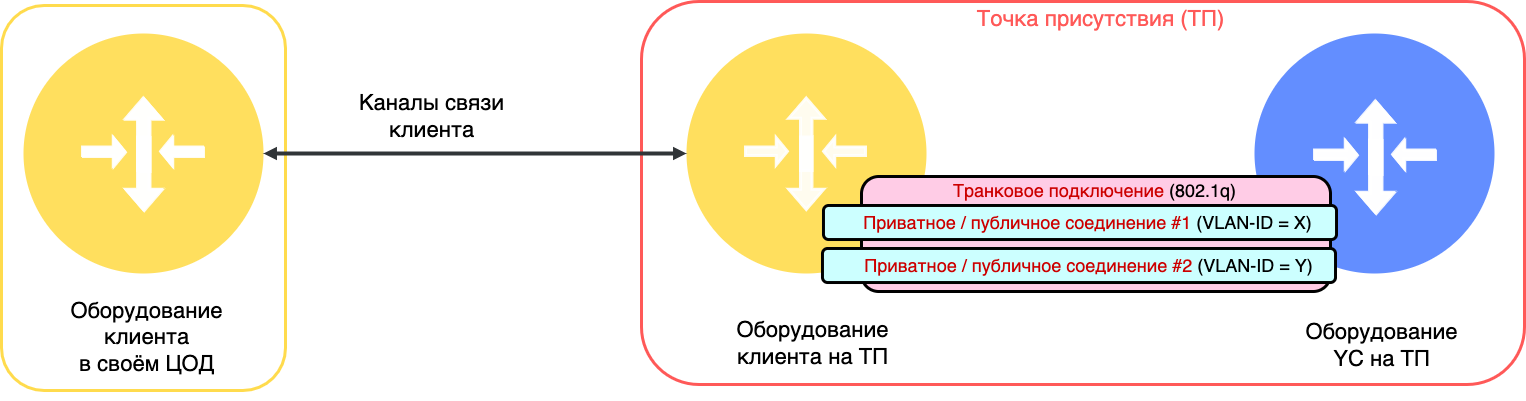 Точка присутствия (ТП)
Каналы связи
клиента
Транковое подключение (802.1q)
Приватное / публичное соединение #1 (VLAN-ID = X)
Приватное / публичное соединение #2 (VLAN-ID = Y)
Оборудование
клиента
в своём ЦОД
Оборудование
клиента на ТП
Оборудование
YC на ТП